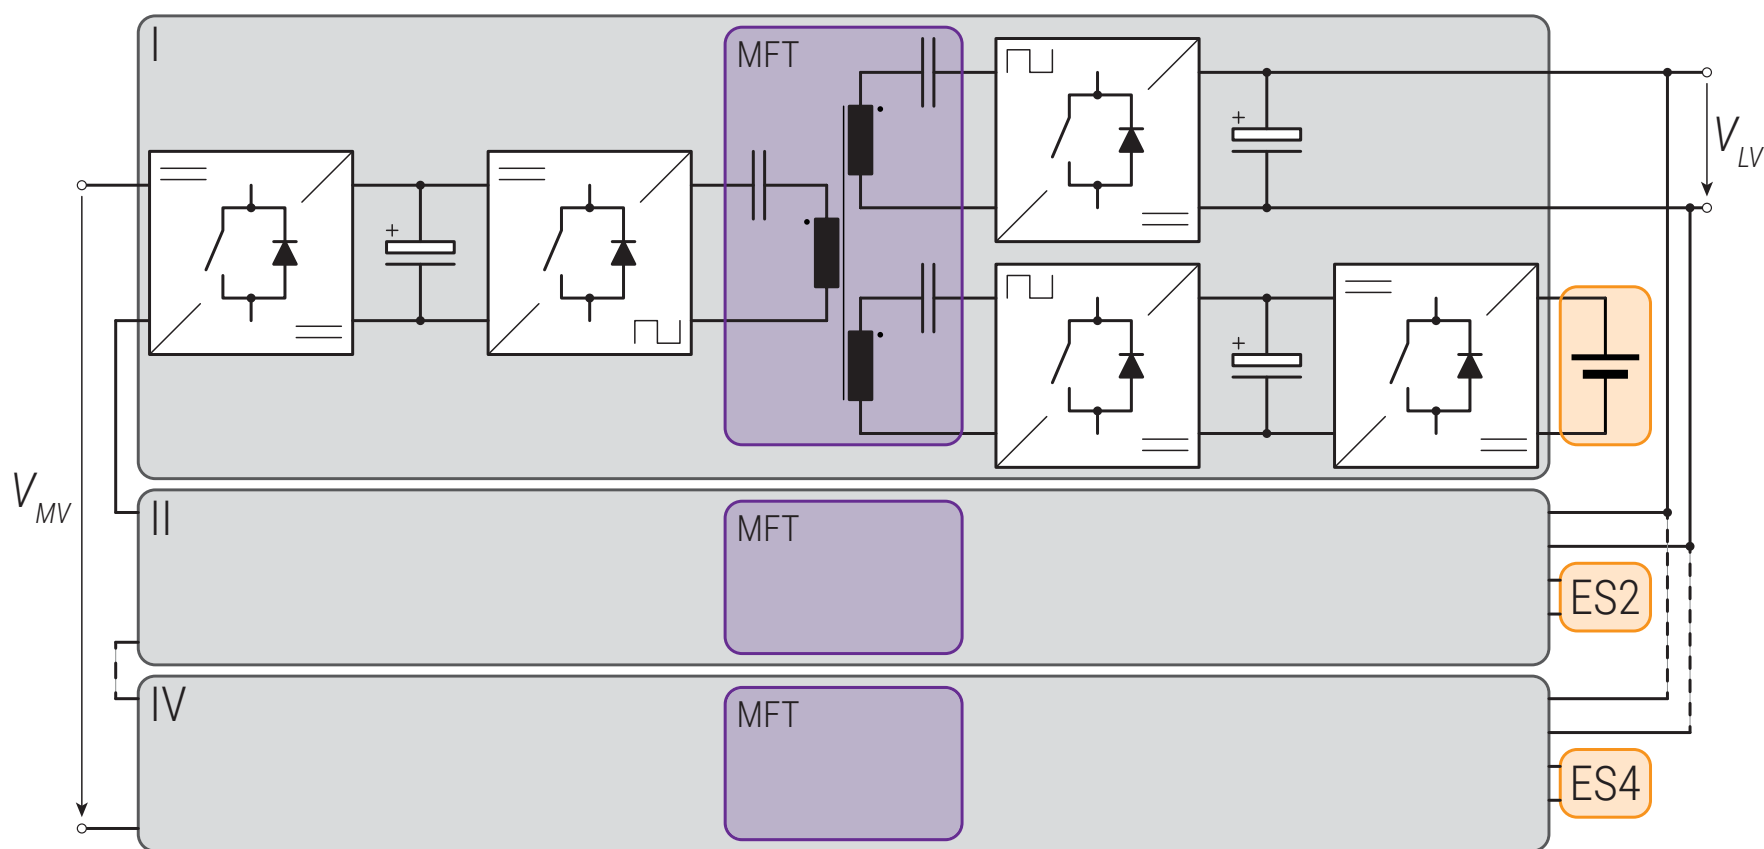 I
MFT
+
+
V_LV
+
V_MV
II
MFT
ES2
IV
MFT
ES4